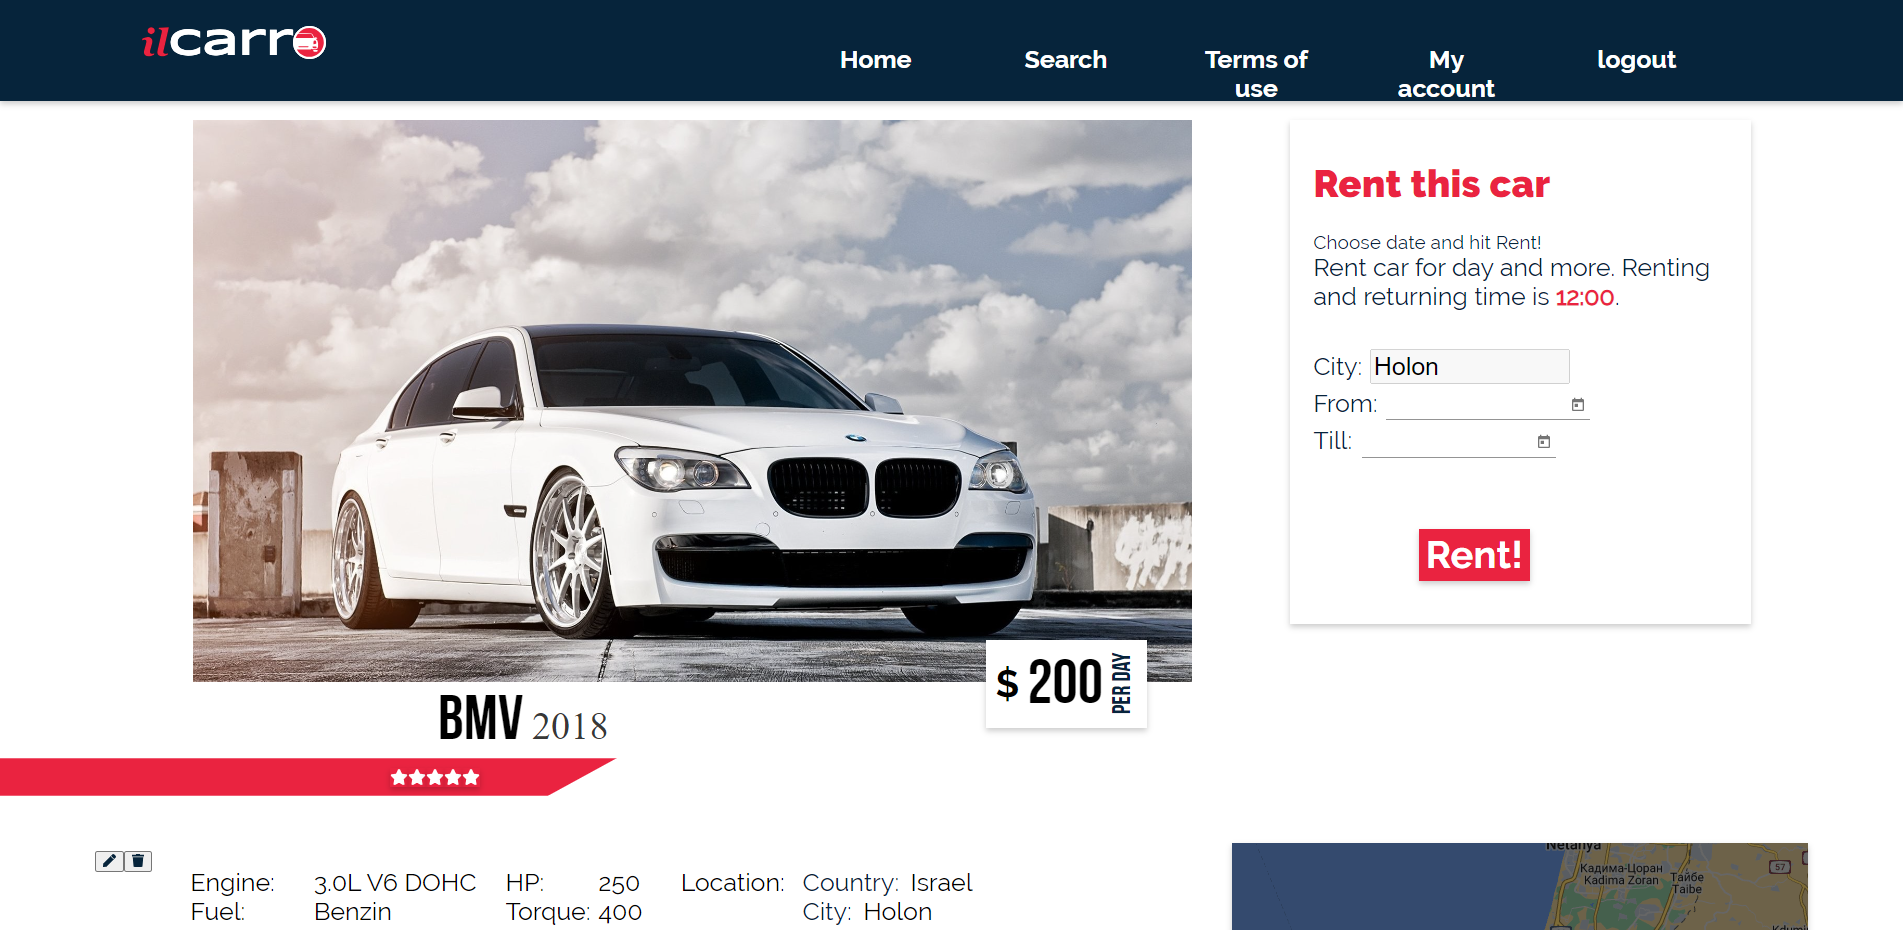 ilcarro
Home
Search
Terms of
use
My
account
logout
Rent this car
Choose date and hit Rent!
Rent car for day and more. Renting
and returning time is 12:00.
City: Holon
From:
Till:
Rent!
$ 200 PER DAY
BMV 2018
Engine: 3.0L V6 DOHC HP: 250 Location: Country: Israel
Fuel: Benzin Torque: 400 City: Holon
Netanya
Кадима-Цоран
Kadima Zoran
Тайбе
Taibe
57